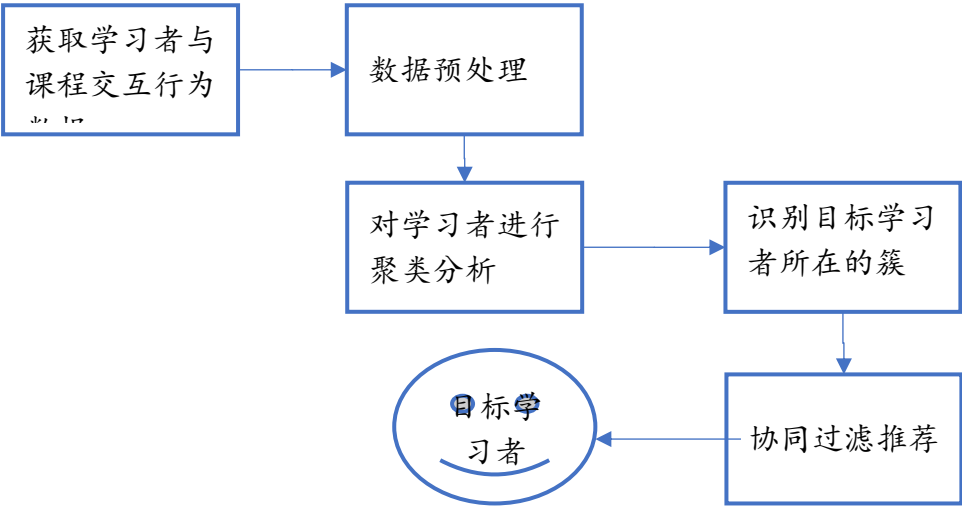 获取学习者与
课程交互行为
数据预处理
对学习者进行
聚类分析
识别目标学习
者所在的簇
协同过滤推荐
目标学
习者